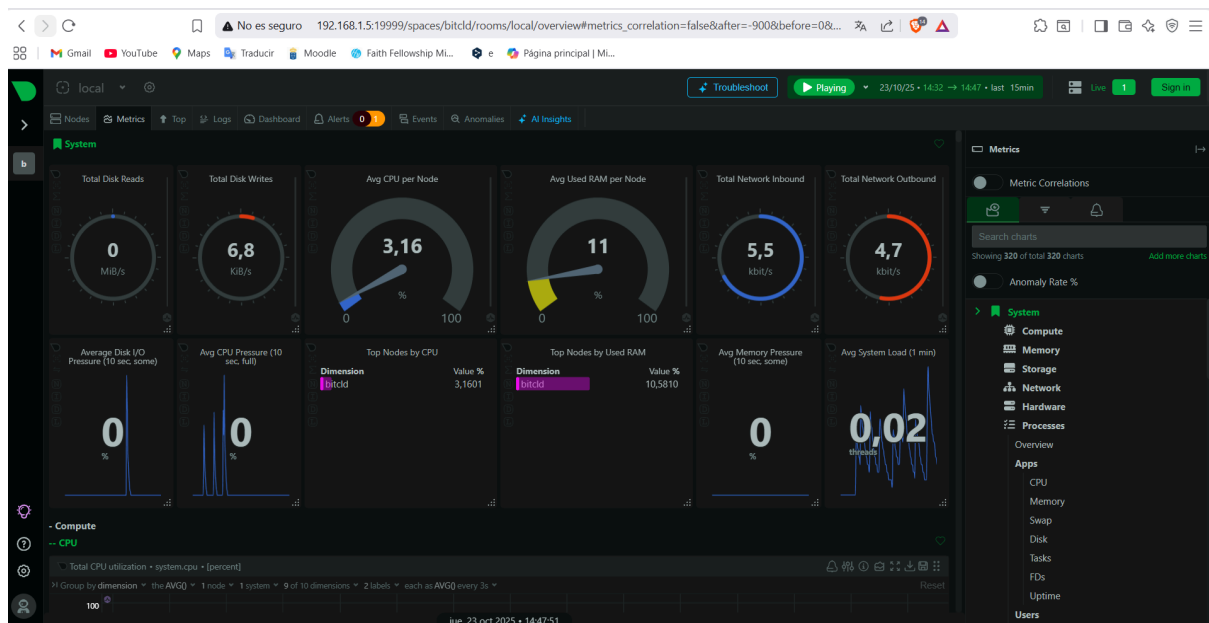 No es seguro 192.168.1.5:19999/spaces/bitcld/rooms/local/overview#metrics_correlation=false&after=-900&before=0&...
Gmail YouTube Maps Traducir Moodle Faith Fellowship Mi... e Página principal | Mi...
local Troubleshoot Playing 23/10/25 • 14:32 → 14:47 • last 15min Live 1 Sign in
Nodes Metrics Top Logs Dashboard Alerts 0 1 Events Anomalies AI Insights
b
System
Total Disk Reads
0
MiB/s
Total Disk Writes
6,8
KiB/s
Avg CPU per Node
3,16
%
0 100
Avg Used RAM per Node
11
%
0 100
Total Network Inbound
5,5
kbit/s
Total Network Outbound
4,7
kbit/s
Average Disk I/O
Pressure (10 sec, some)
0
%
Avg CPU Pressure (10
sec, full)
0
%
Top Nodes by CPU
Dimension Value %
bitcld 3,1601
Top Nodes by Used RAM
Dimension Value %
bitcld 10,5810
Avg Memory Pressure
(10 sec, some)
0
%
Avg System Load (1 min)
0,02
threads
- Compute
-- CPU
Total CPU utilization • system.cpu • [percent]
Group by dimension the AVG() 1 node 1 system 9 of 10 dimensions 2 labels each as AVG() every 3s Reset
100
jue, 23 oct 2025 • 14:47:51
Metrics
Metric Correlations
Search charts
Showing 320 of total 320 charts Add more charts
Anomaly Rate %
System
Compute
Memory
Storage
Network
Hardware
Processes
Overview
Apps
CPU
Memory
Swap
Disk
Tasks
FDs
Uptime
Users